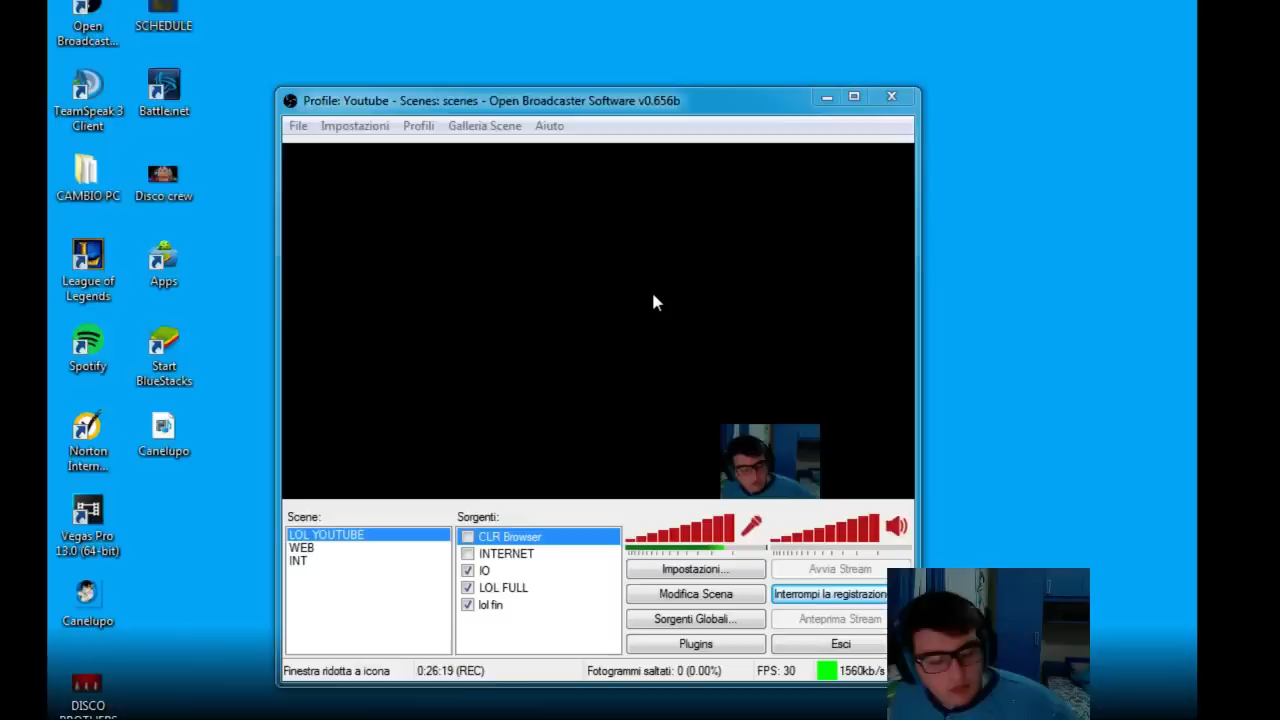 Open
Broadcast...
SCHEDULE
TeamSpeak 3
Client
Battle.net
CAMBIO PC
Disco crew
League of
Legends
Apps
Spotify
Start
BlueStacks
Norton
Intern...
Canelupo
Vegas Pro
13.0 (64-bit)
Canelupo
DISCO
BROTHERS
Profile: Youtube - Scenes: scenes - Open Broadcaster Software v0.656b
File Impostazioni Profili Galleria Scene Aiuto
Scene:
LOL YOUTUBE
WEB
INT
Sorgenti:
CLR Browser
INTERNET
IO
LOL FULL
lol fin
Impostazioni...
Avvia Stream
Modifica Scena
Interrompi la registrazion
Sorgenti Globali...
Anteprima Stream
Plugins
Esci
Finestra ridotta a icona 0:26:19 (REC) Fotogrammi saltati: 0 (0.00%) FPS: 30 1560kb/s